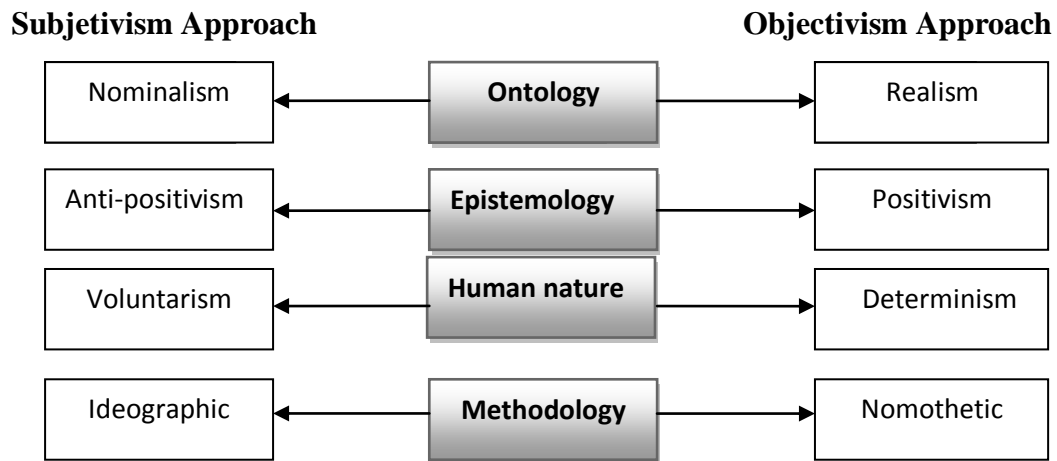 Subjetivism Approach Objectivism Approach
Nominalism Ontology Realism
Anti-positivism Epistemology Positivism
Voluntarism Human nature Determinism
Ideographic Methodology Nomothetic